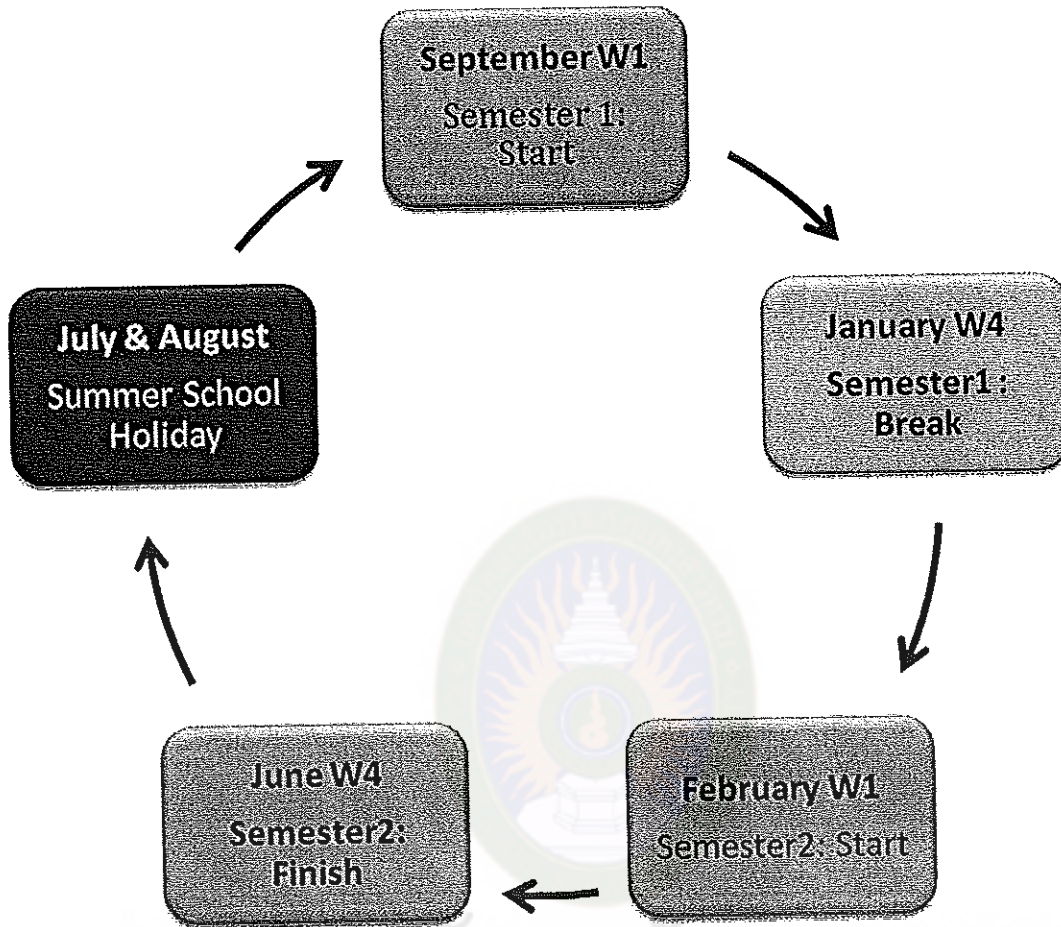 September W1
Semester 1:
Start
January W4
Semester1 :
Break
February W1
Semester2: Start
June W4
Semester2:
Finish
July & August
Summer School
Holiday